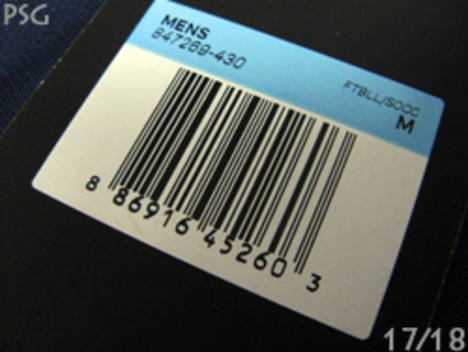 PSG
MENS
847269-430
FTBLL/SOCC
M
8 86916 45260 3
17/18